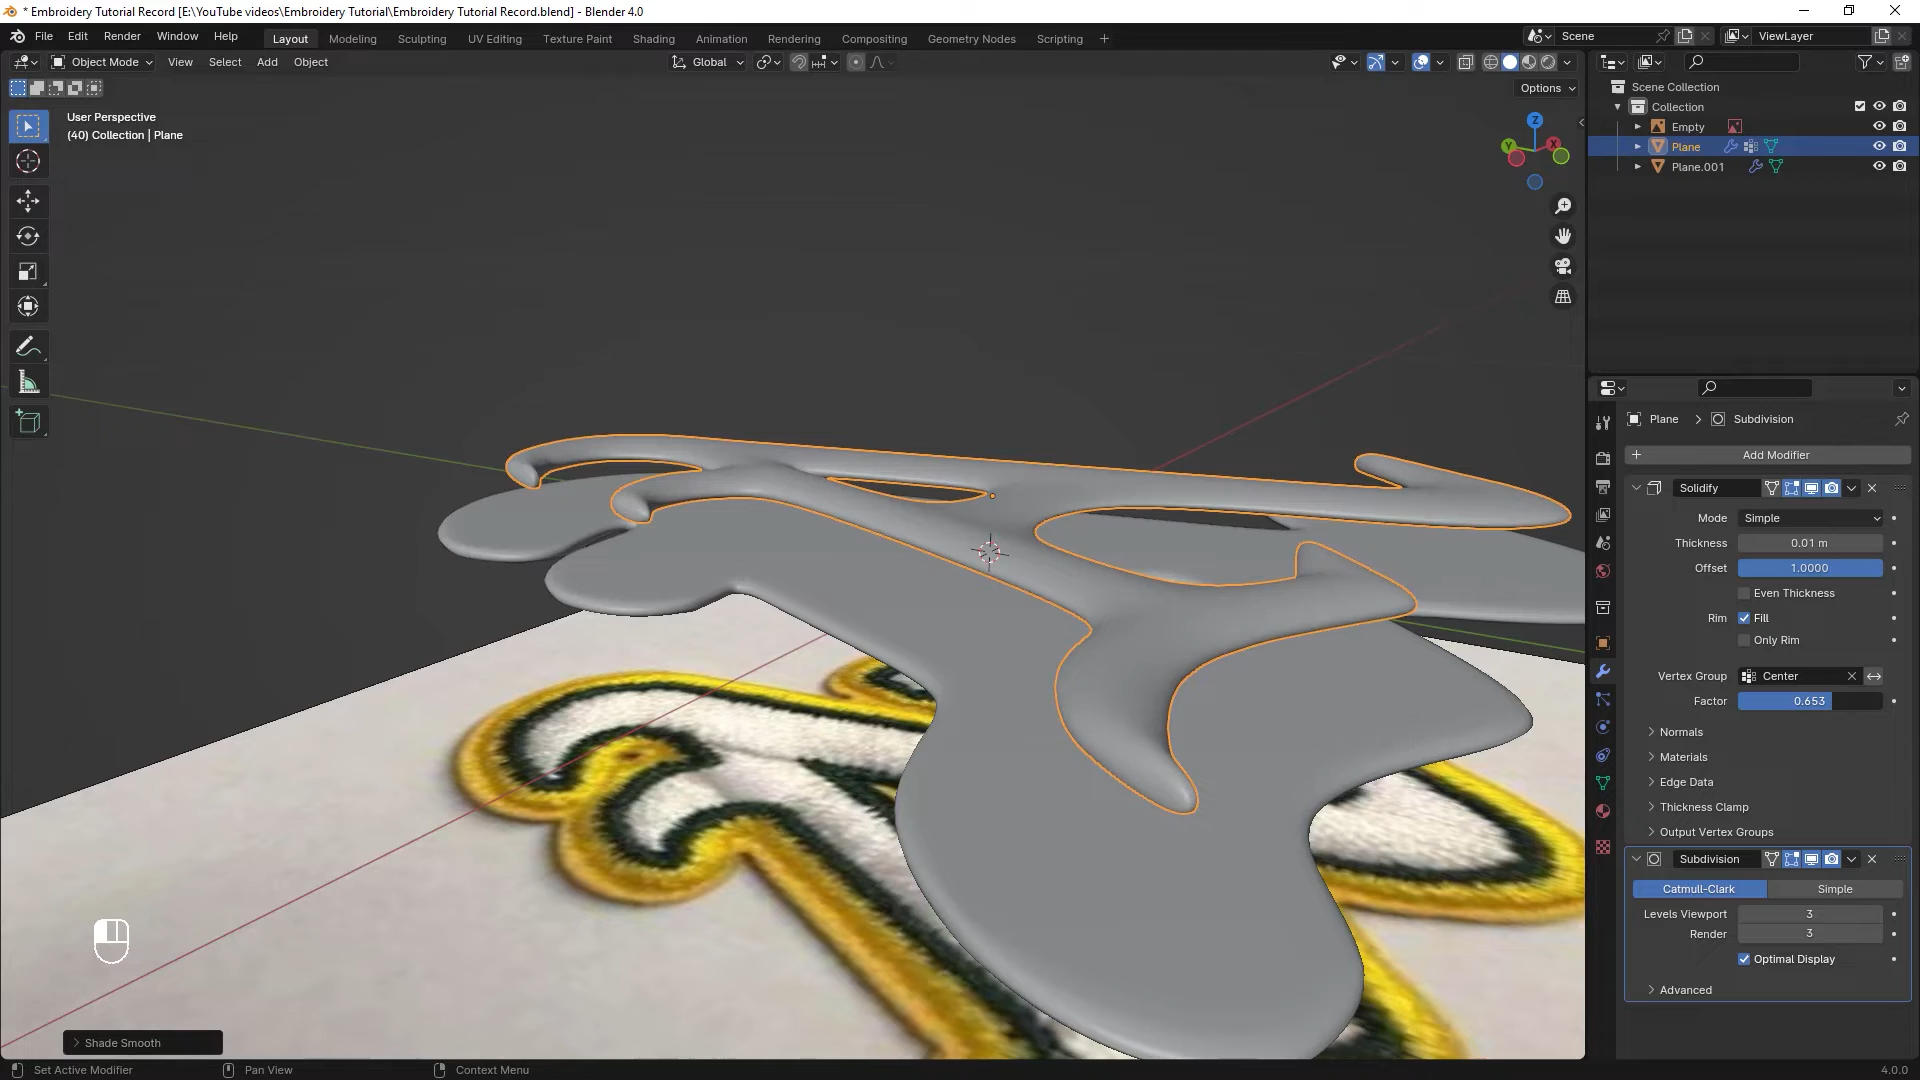 * Embroidery Tutorial Record [E:\YouTube videos\Embroidery Tutorial\Embroidery Tutorial Record.blend] - Blender 4.0
File Edit Render Window Help
Layout Modeling Sculpting UV Editing Texture Paint Shading Animation Rendering Compositing Geometry Nodes Scripting +
Scene
ViewLayer
Object Mode View Select Add Object
Global
Options
User Perspective
(40) Collection | Plane
Z
Y
X
Scene Collection
Collection
Empty
Plane
Plane.001
Plane > Subdivision
Add Modifier
Solidify
Mode Simple
Thickness 0.01 m
Offset 1.0000
Even Thickness
Rim Fill
Only Rim
Vertex Group Center
Factor 0.653
Normals
Materials
Edge Data
Thickness Clamp
Output Vertex Groups
Subdivision
Catmull-Clark Simple
Levels Viewport 3
Render 3
Optimal Display
Advanced
Shade Smooth
Set Active Modifier
Pan View
Context Menu
4.0.0